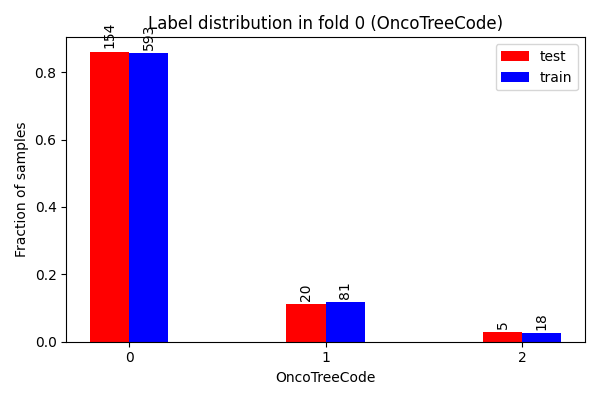 Label distribution in fold 0 (OncoTreeCode)
154
593
test
train
0.8
0.6
0.4
0.2
0.0
Fraction of samples
20
81
5
18
0
1
2
OncoTreeCode